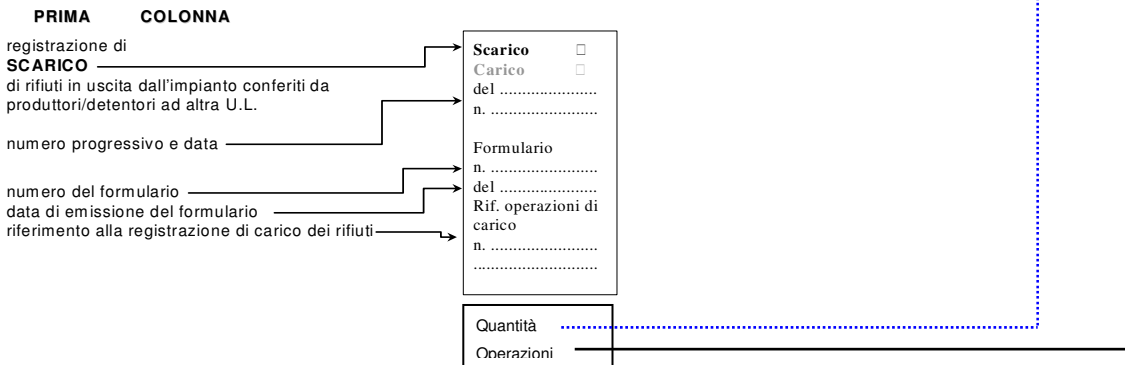 PRIMA COLONNA
registrazione di
SCARICO
di rifiuti in uscita dall'impianto conferiti da
produttori/detentori ad altra U.L.
numero progressivo e data
numero del formulario
data di emissione del formulario
riferimento alla registrazione di carico dei rifiuti
Scarico □
Carico □
del ......................
n. ........................
Formulario
n. ........................
del ......................
Rif. operazioni di
carico
n. ........................
............................
Quantità
Operazioni